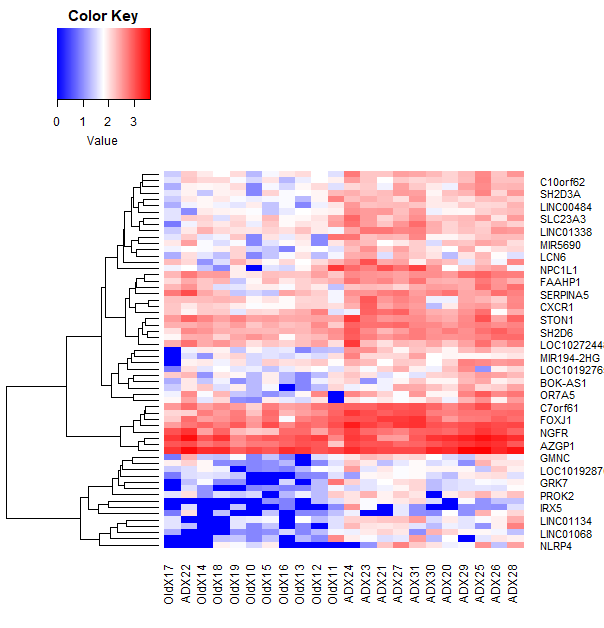 Color Key
0 1 2 3
Value
C10orf62
SH2D3A
LINC00484
SLC23A3
LINC01338
MIR5690
LCN6
NPC1L1
FAAHP1
SERPINA5
CXCR1
STON1
SH2D6
LOC1027244
MIR194-2HG
LOC1019276
BOK-AS1
OR7A5
C7orf61
FOXJ1
NGFR
AZGP1
GMNC
LOC10192870
GRK7
PROK2
IRX5
LINC01134
LINC01068
NLRP4
OldX17
ADX22
OldX14
OldX18
OldX19
OldX10
OldX15
OldX16
OldX13
OldX12
OldX11
ADX24
ADX23
ADX21
ADX27
ADX31
ADX30
ADX20
ADX29
ADX25
ADX26
ADX28